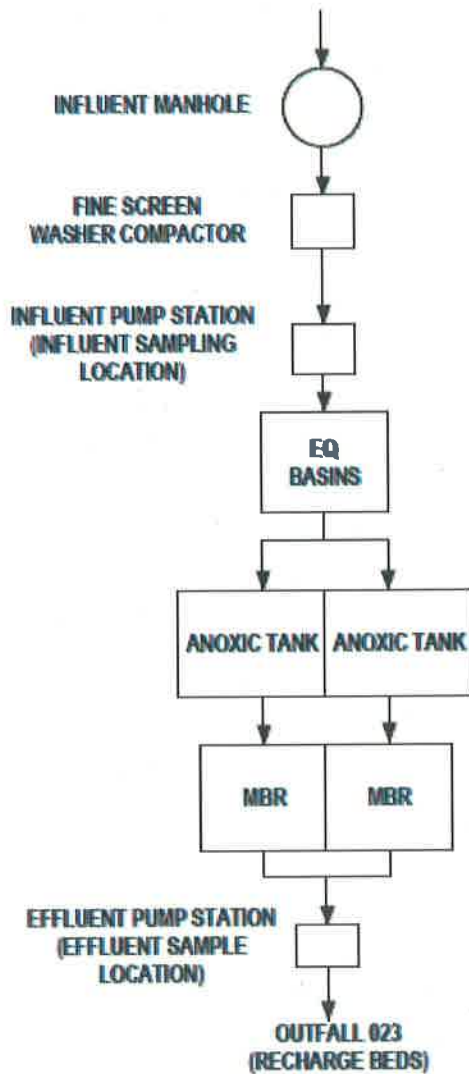 INFLUENT MANHOLE
FINE SCREEN
WASHER COMPACTOR
INFLUENT PUMP STATION
(INFLUENT SAMPLING
LOCATION)
EQ
BASINS
ANOXIC TANK
ANOXIC TANK
MBR
MBR
EFFLUENT PUMP STATION
(EFFLUENT SAMPLE
LOCATION)
OUTFALL 023
(RECHARGE BEDS)